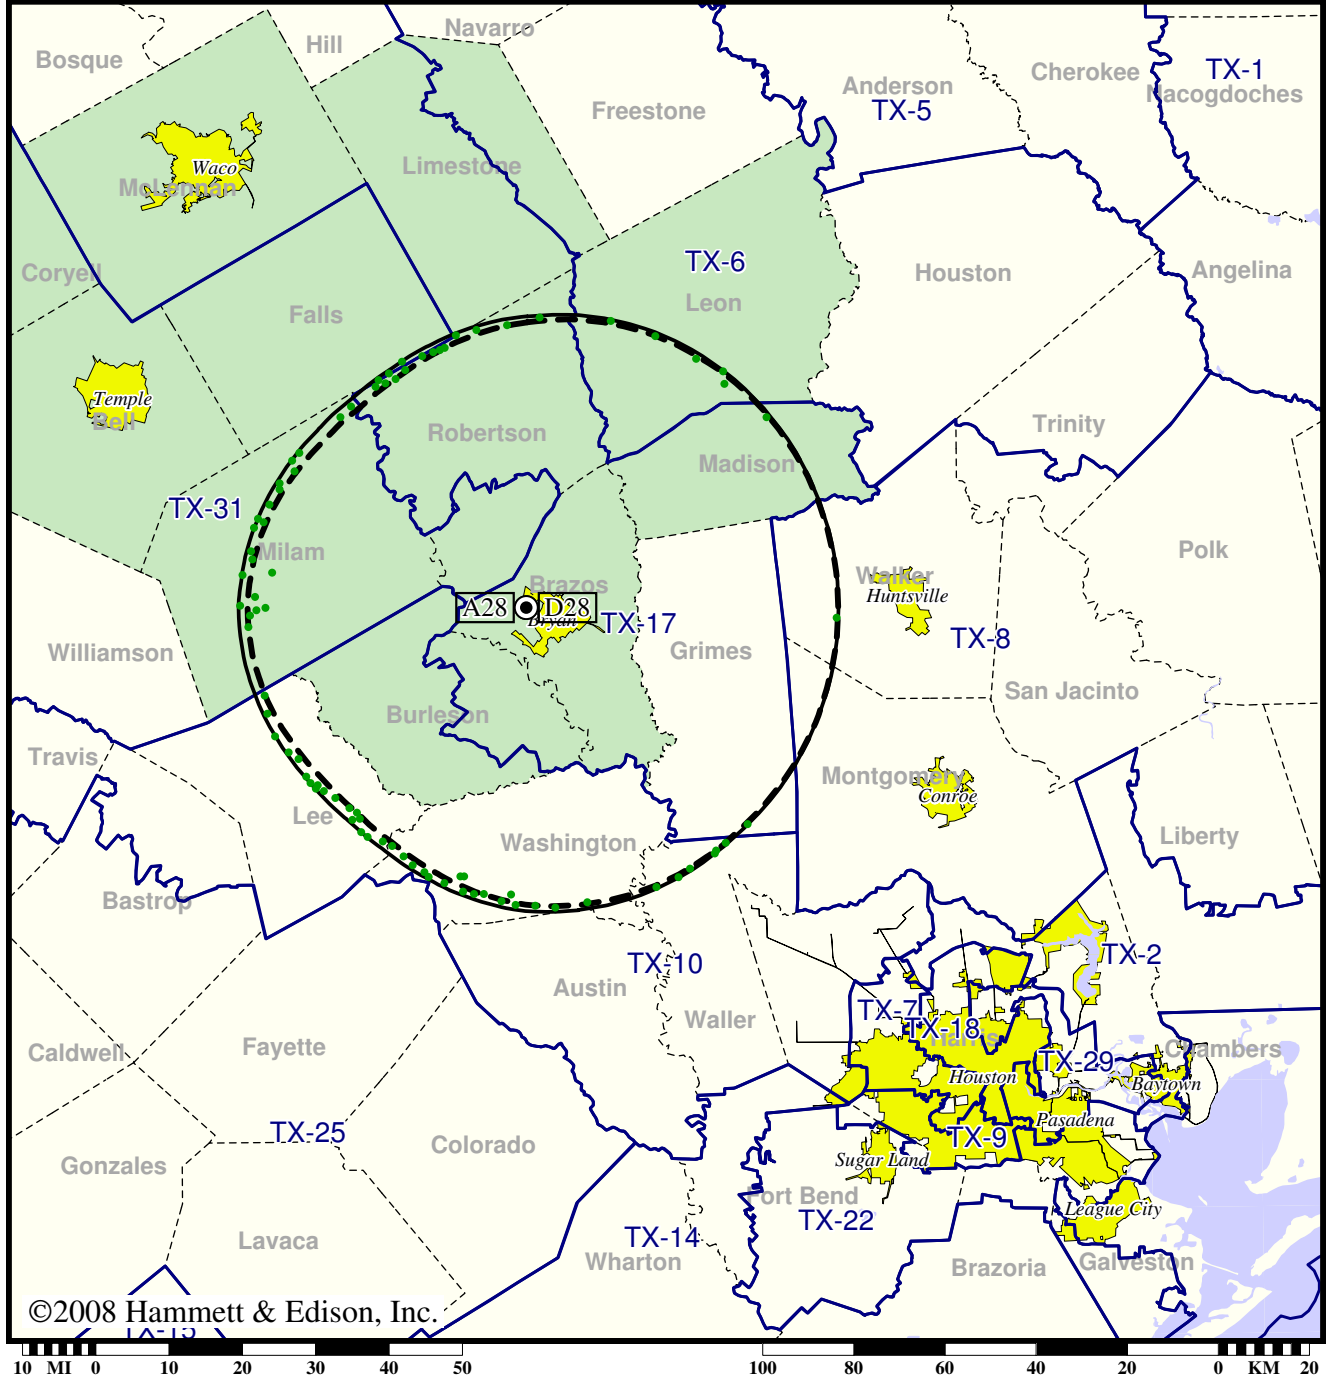 Navarro
Hill
Bosque
Cherokee
TX-1
Anderson
Nacogdoches
Freestone
TX-5
Limestone
Waco
McLennan
TX-6
Coryell
Houston
Angelina
Leon
Falls
Temple
Bell
Trinity
Robertson
Madison
TX-31
Milam
Polk
Walker
Brazos
Huntsville
A28
D28
Bryan
TX-17
TX-8
Williamson
Grimes
San Jacinto
Burleson
Travis
Montgomery
Conroe
Lee
Liberty
Washington
Bastrop
TX-2
TX-10
Austin
TX-7
Waller
TX-18
Harris
Caldwell
Fayette
Chambers
TX-29
Houston
Baytown
Pasadena
TX-25
TX-9
Colorado
Sugar Land
Gonzales
Fort Bend
League City
TX-22
Lavaca
TX-14
Wharton
Galveston
Brazoria
©2008 Hammett & Edison, Inc.
TX-15
10 MI 0 10 20 30 40 50
100 80 60 40 20 0 KM 20